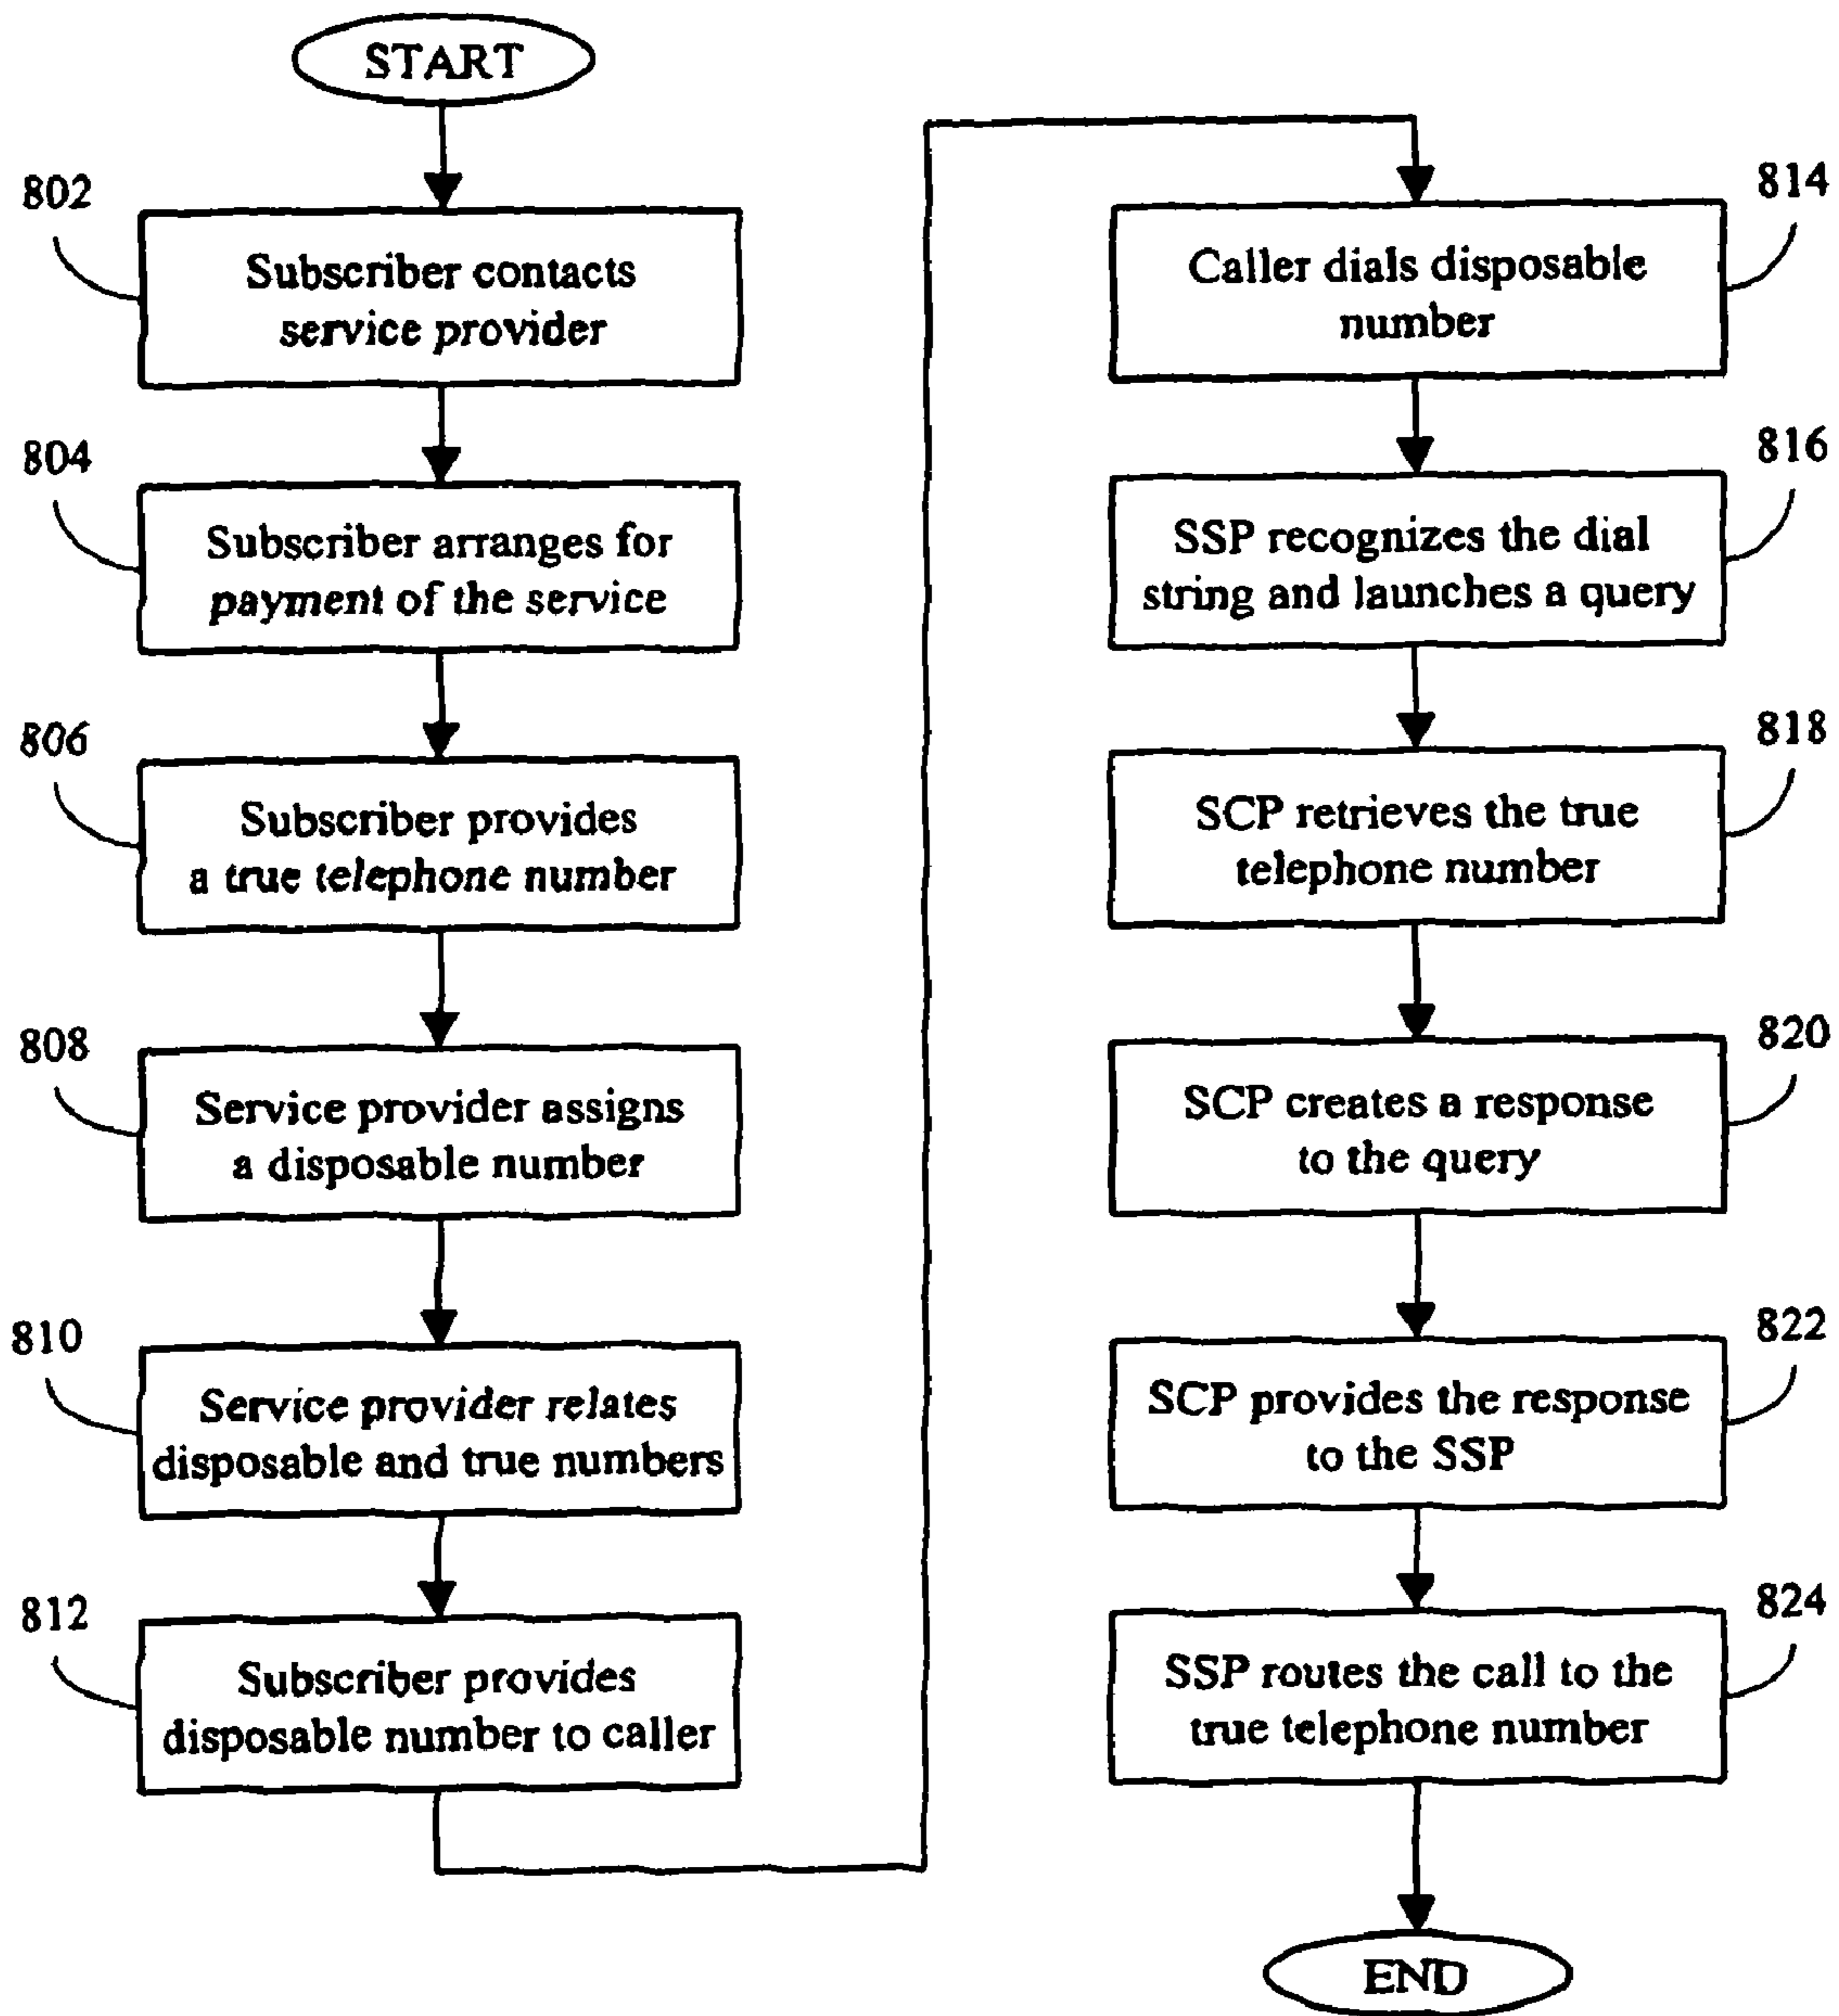 START
802
Subscriber contacts
service provider
804
Subscriber arranges for
payment of the service
806
Subscriber provides
a true telephone number
808
Service provider assigns
a disposable number
810
Service provider relates
disposable and true numbers
812
Subscriber provides
disposable number to caller
814
Caller dials disposable
number
816
SSP recognizes the dial
string and launches a query
818
SCP retrieves the true
telephone number
820
SCP creates a response
to the query
822
SCP provides the response
to the SSP
824
SSP routes the call to the
true telephone number
END